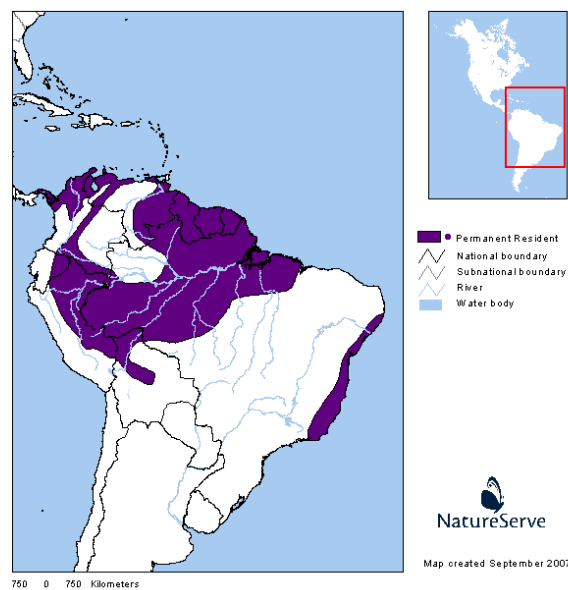 Permanent Resident
National boundary
Subnational boundary
River
Water body
NatureServe
Map created September 2007
750 0 750 Kilometers